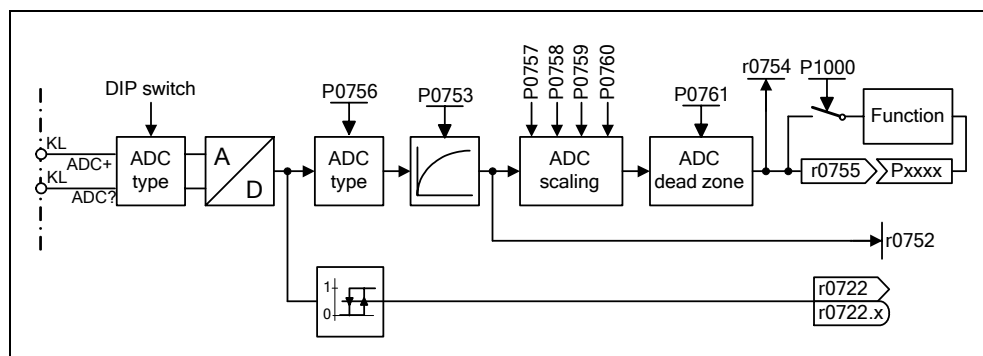 DIP switch
KL
ADC+
KL
ADC?
ADC
type
A
D
P0756
ADC
type
P0753
P0757
P0758
P0759
P0760
ADC
scaling
P0761
ADC
dead zone
r0754
P1000
Function
r0755
Pxxxx
r0752
1
0
r0722
r0722.x